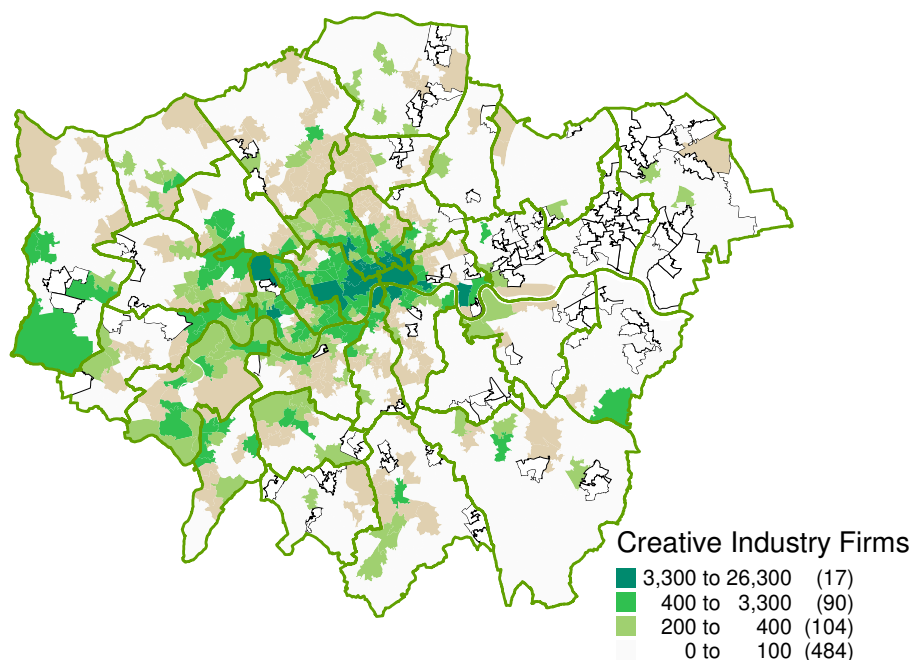 Creative Industry Firms
3,300 to 26,300 (17)
400 to 3,300 (90)
200 to 400 (104)
0 to 100 (484)